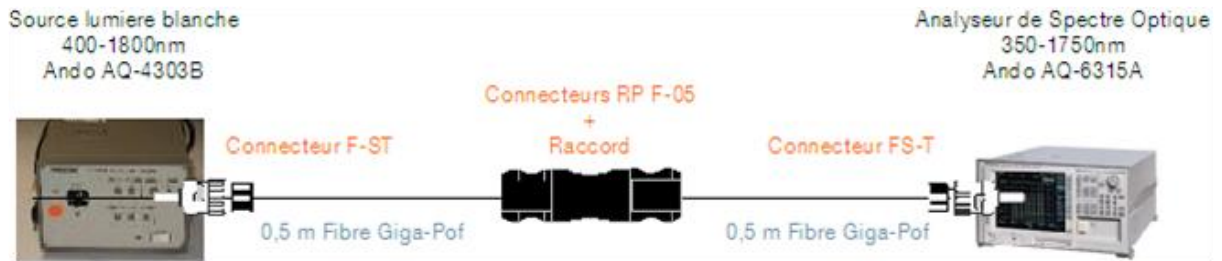 Source lumiere blanche
400-1800nm
Ando AQ-4303B
Analyseur de Spectre Optique
350-1750nm
Ando AQ-6315A
Connecteurs RP F-05
+
Raccord
Connecteur F-ST
Connecteur FS-T
0,5 m Fibre Giga-Pof
0,5 m Fibre Giga-Pof